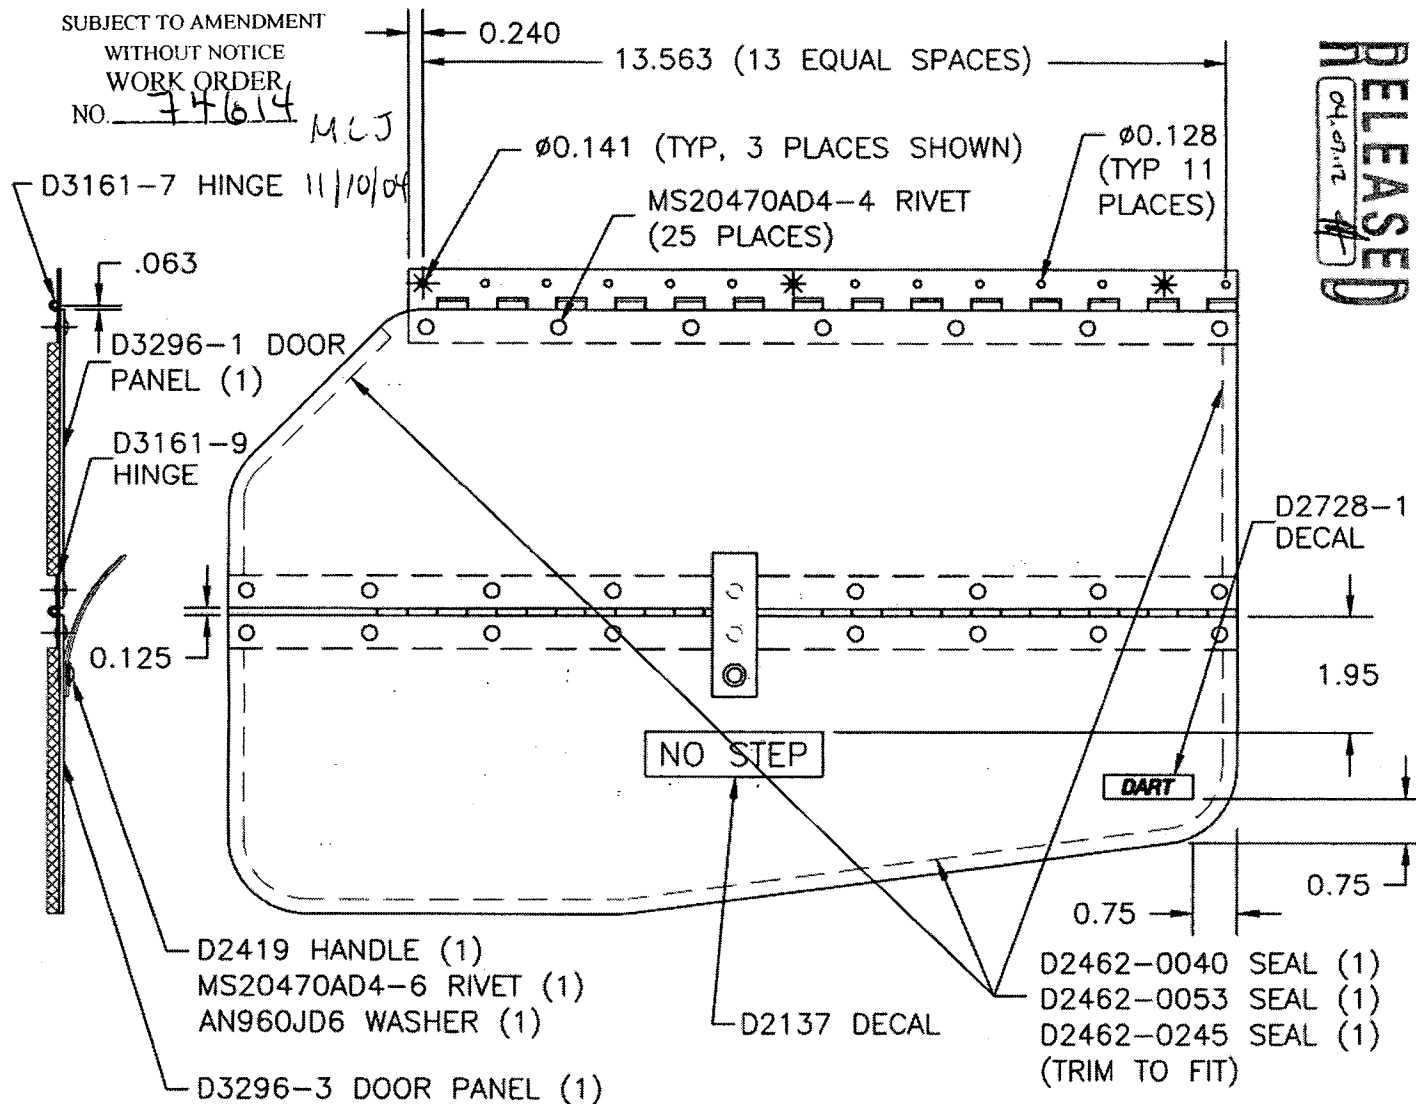 SUBJECT TO AMENDMENT
WITHOUT NOTICE
WORK ORDER
NO. 74614
MLJ
11/10/04
RELEASED
04.07.12
0.240
13.563 (13 EQUAL SPACES)
Ø0.141 (TYP, 3 PLACES SHOWN)
Ø0.128
(TYP 11
PLACES)
MS20470AD4-4 RIVET
(25 PLACES)
D3161-7 HINGE
.063
D3296-1 DOOR
PANEL (1)
D3161-9
HINGE
D2728-1
DECAL
0.125
1.95
NO STEP
DART
0.75
0.75
D2419 HANDLE (1)
MS20470AD4-6 RIVET (1)
AN960JD6 WASHER (1)
D2137 DECAL
D2462-0040 SEAL (1)
D2462-0053 SEAL (1)
D2462-0245 SEAL (1)
(TRIM TO FIT)
D3296-3 DOOR PANEL (1)